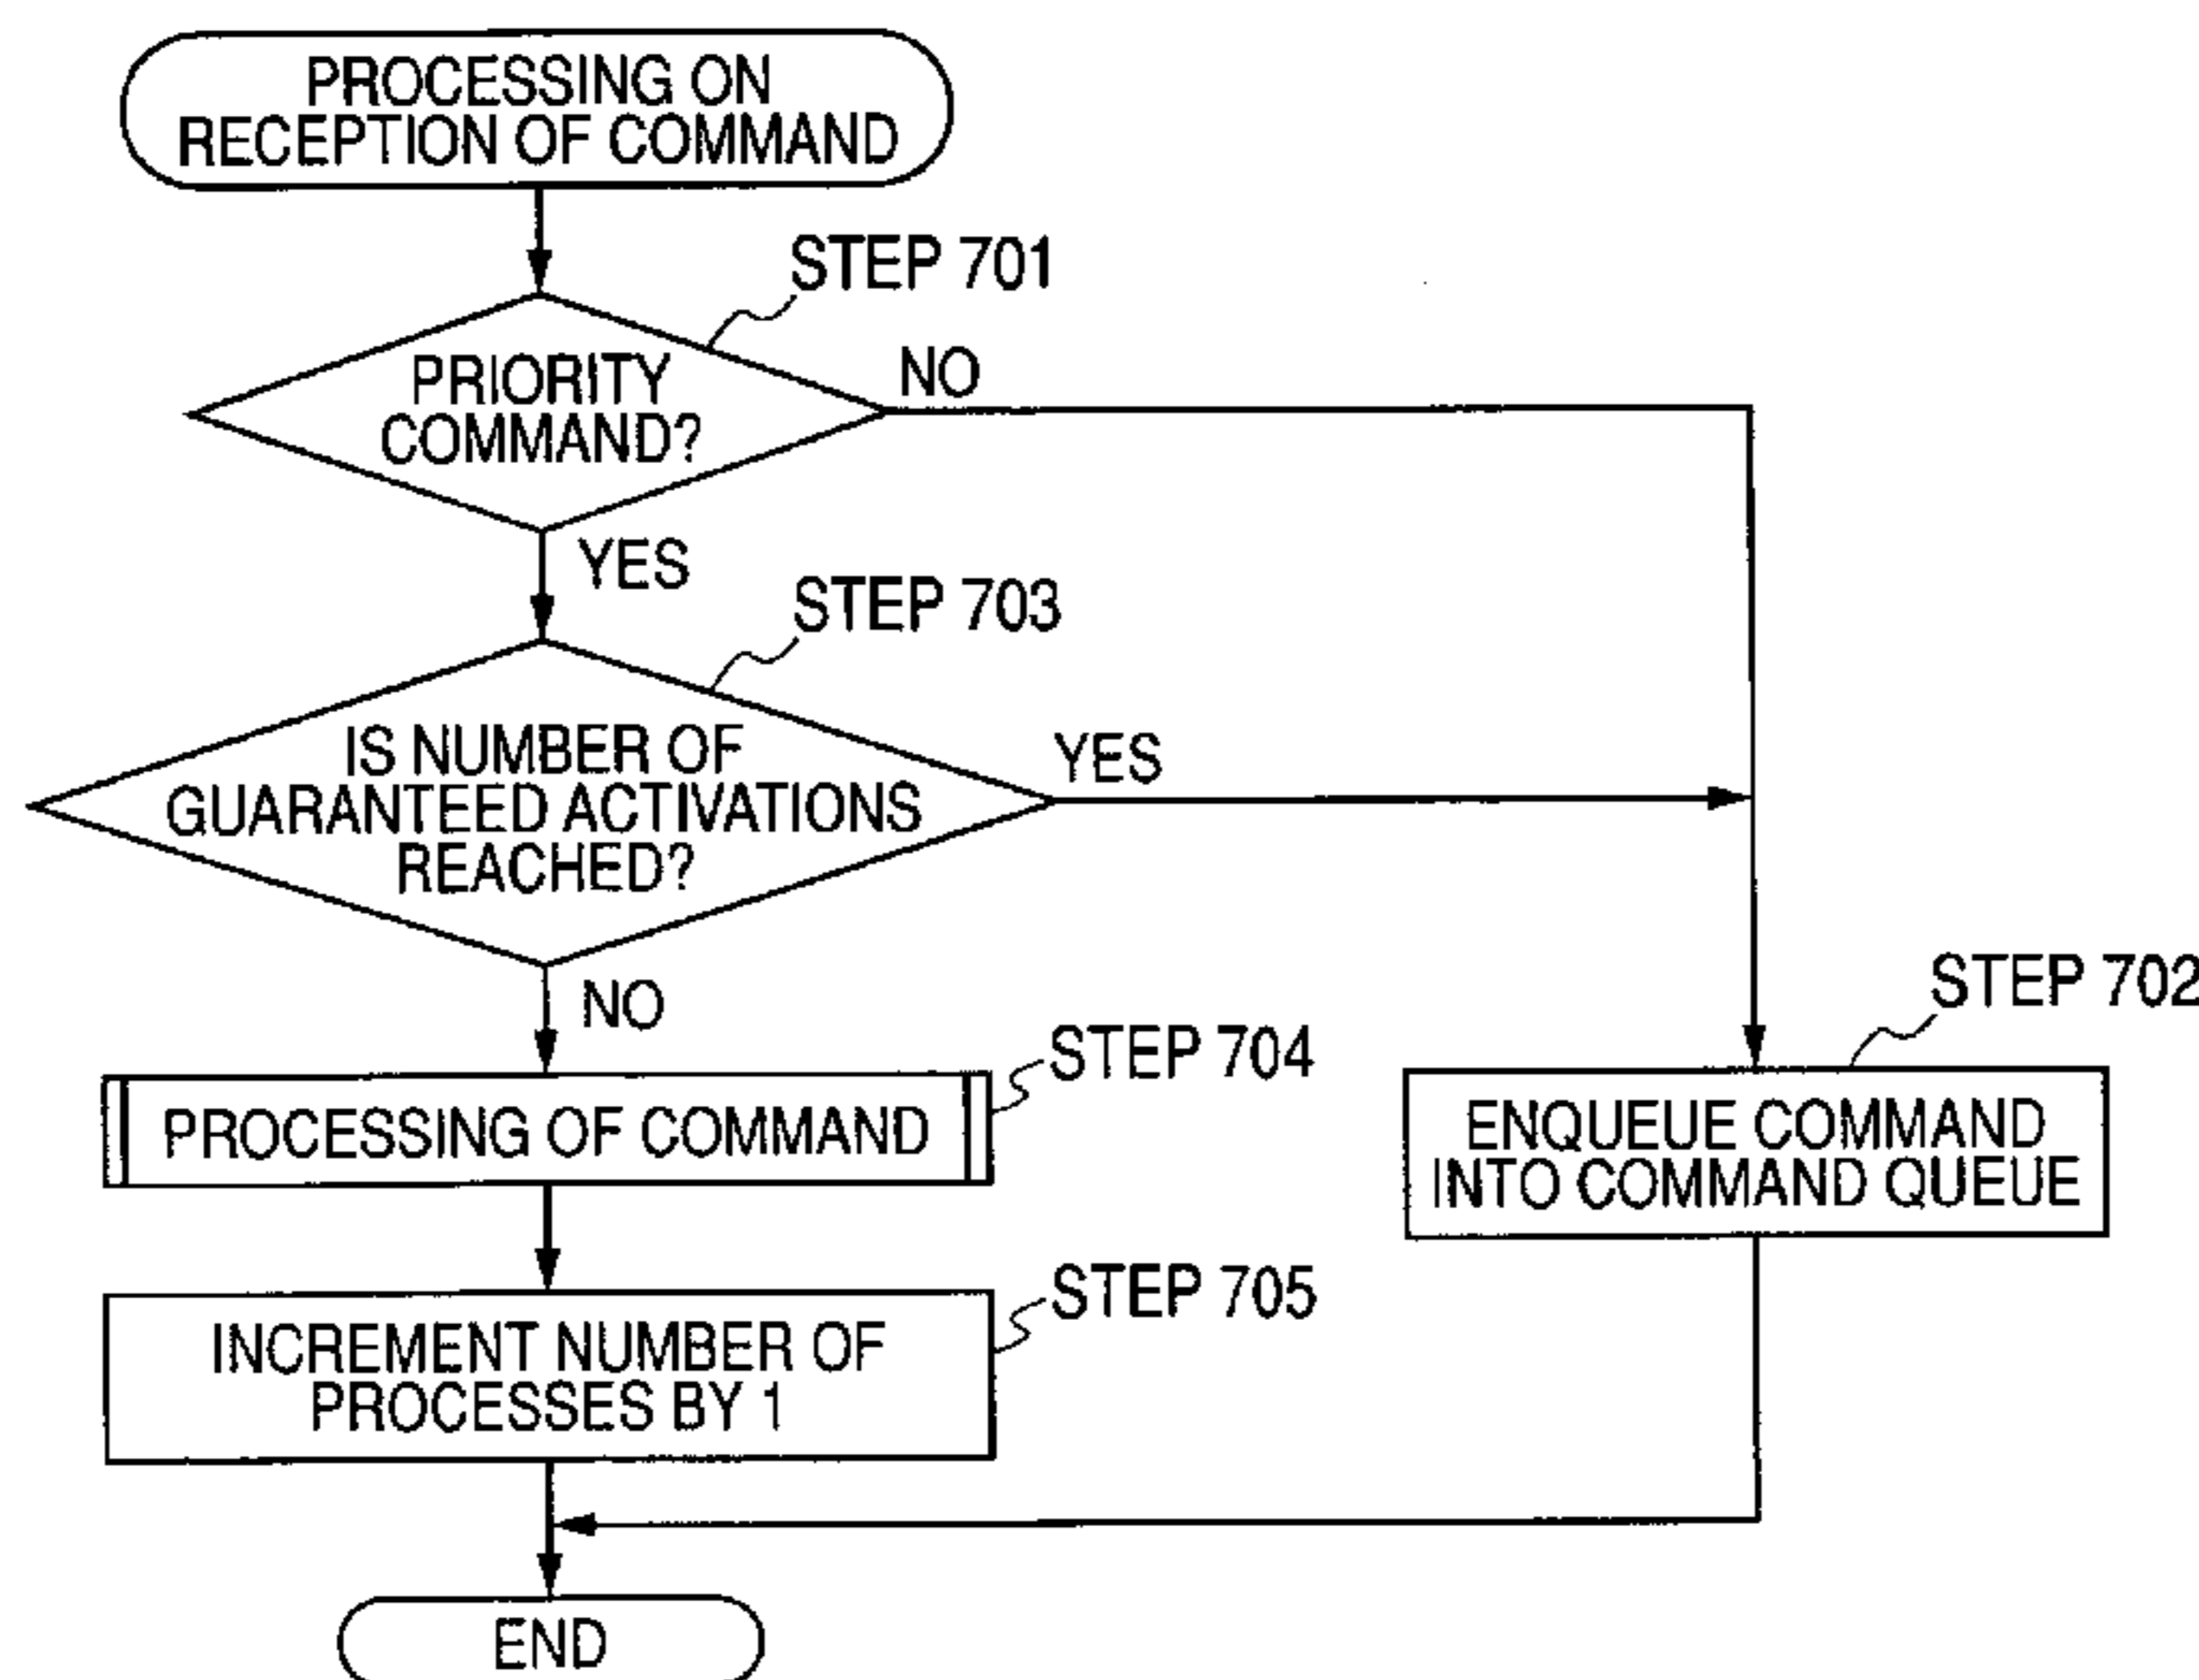 PROCESSING ON
RECEPTION OF COMMAND
STEP 701
PRIORITY
COMMAND?
NO
YES
STEP 703
IS NUMBER OF
GUARANTEED ACTIVATIONS
REACHED?
YES
NO
STEP 704
PROCESSING OF COMMAND
STEP 702
ENQUEUE COMMAND
INTO COMMAND QUEUE
STEP 705
INCREMENT NUMBER OF
PROCESSES BY 1
END